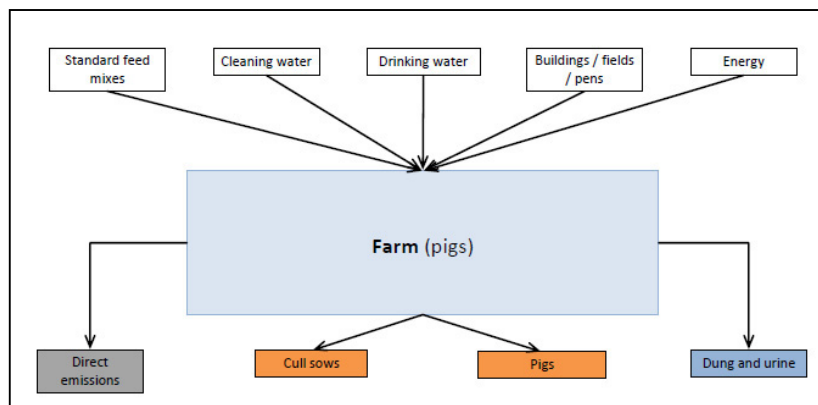 Standard feed
mixes
Cleaning water
Drinking water
Buildings / fields
/ pens
Energy
Farm (pigs)
Direct
emissions
Cull sows
Pigs
Dung and urine